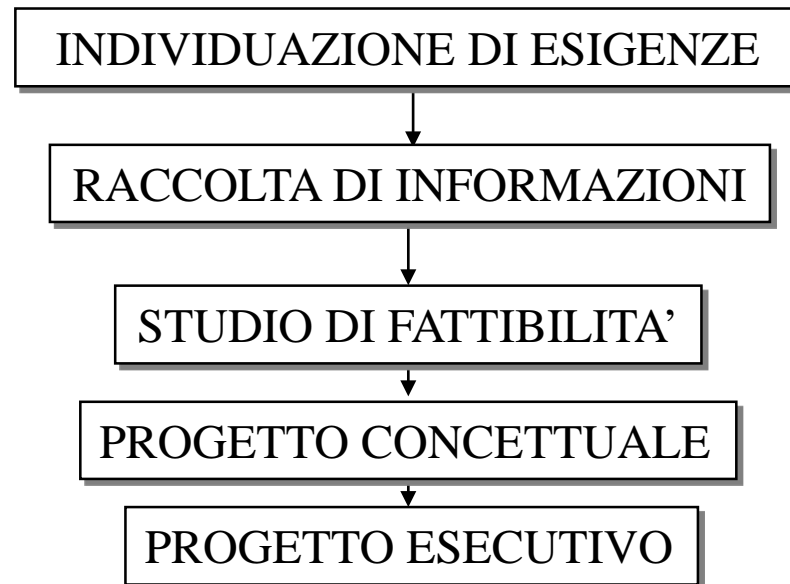 INDIVIDUAZIONE DI ESIGENZE
RACCOLTA DI INFORMAZIONI
STUDIO DI FATTIBILITA’
PROGETTO CONCETTUALE
PROGETTO ESECUTIVO